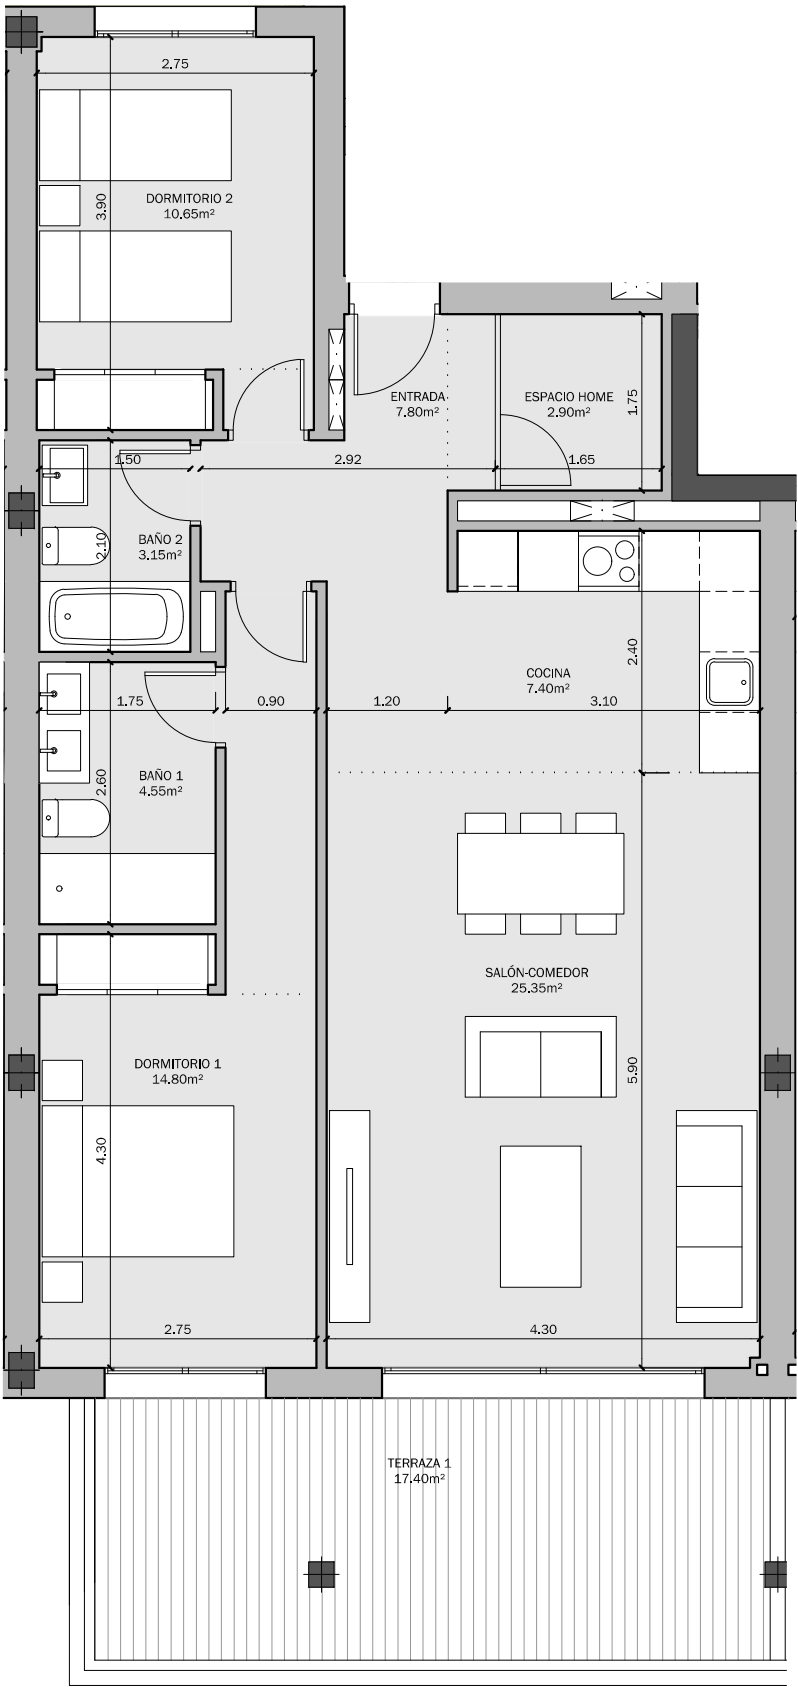 2.75
3.90
DORMITORIO 2
10.65m²
ENTRADA
7.80m²
ESPACIO HOME
2.90m²
1.75
1.50
2.92
1.65
BAÑO 2
3.15m²
2.10
COCINA
7.40m²
2.40
1.75
0.90
1.20
3.10
BAÑO 1
4.55m²
2.60
SALÓN-COMEDOR
25.35m²
DORMITORIO 1
14.80m²
5.90
4.30
2.75
4.30
TERRAZA 1
17.40m²